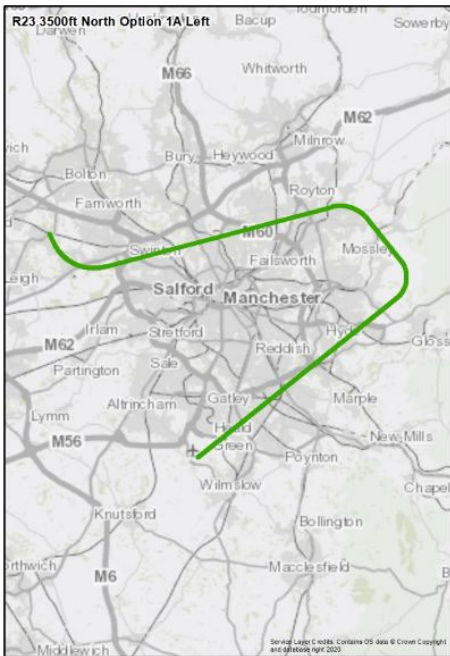 R23 3500ft North Option 1A Left
Darwen
Todmorden
Bacup
Sowerby
M66
Whitworth
M62
Milnrow
Bury
Heywood
Bolton
Royton
Farnworth
M60
Swinton
Failsworth
Mossley
Leigh
Salford
Manchester
Irlam
Stretford
Hyde
M62
Reddish
Gloss
Sale
Partington
Altrincham
Gatley
Marple
Lymm
Heald
Green
M56
New Mills
Poynton
Wilmslow
Chapel
Knutsford
Bollington
M6
Macclesfield
Middlewich
Service Layer Credits: Contains OS data © Crown Copyright
and database right 2020